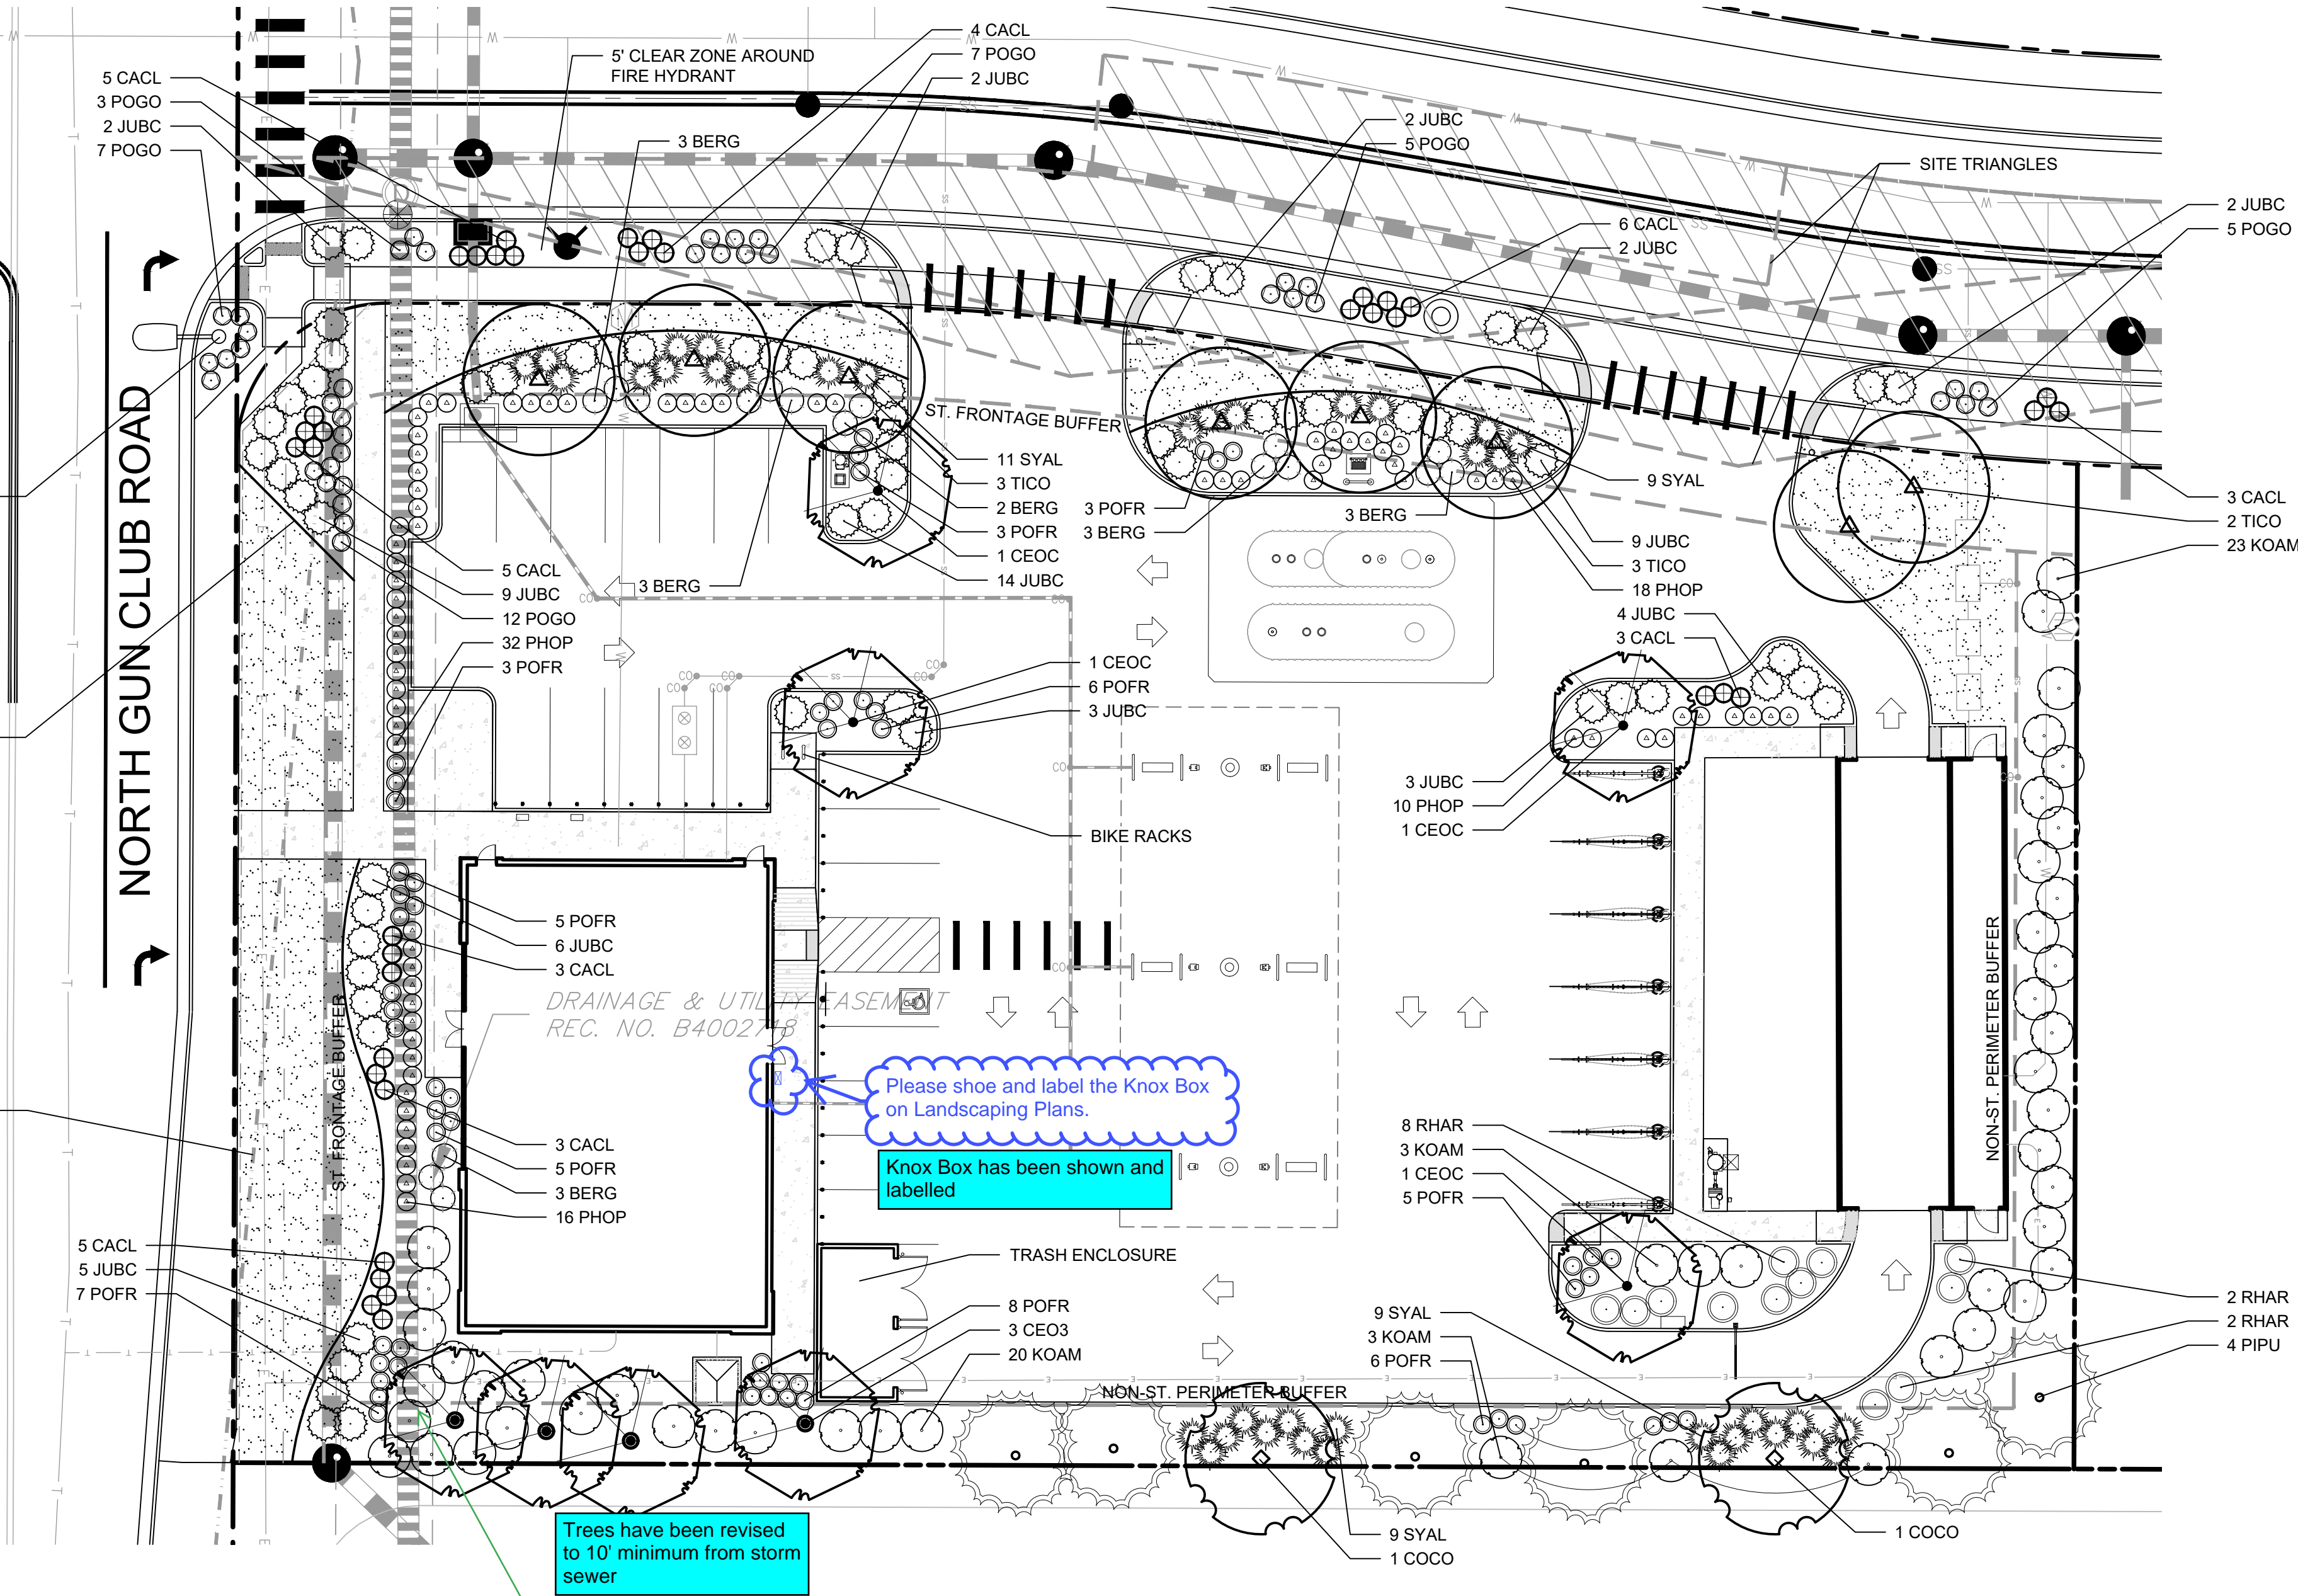 4 CACL
7 POGO
2 JUBC
5' CLEAR ZONE AROUND
FIRE HYDRANT
5 CACL
3 POGO
2 JUBC
7 POGO
3 BERG
2 JUBC
5 POGO
SITE TRIANGLES
6 CACL
2 JUBC
2 JUBC
5 POGO
NORTH GUN CLUB ROAD
ST. FRONTAGE BUFFER
11 SYAL
3 TICO
2 BERG
3 POFR
1 CEOC
14 JUBC
3 POFR
3 BERG
3 BERG
9 SYAL
9 JUBC
3 TICO
18 PHOP
4 JUBC
3 CACL
3 CACL
2 TICO
23 KOAM
5 CACL
9 JUBC
12 POGO
32 PHOP
3 POFR
3 BERG
1 CEOC
6 POFR
3 JUBC
BIKE RACKS
3 JUBC
10 PHOP
1 CEOC
5 POFR
6 JUBC
3 CACL
DRAINAGE & UTILITY EASEMENT
REC. NO. B4002718
ST. FRONTAGE BUFFER
NON-ST. PERIMETER BUFFER
Please shoe and label the Knox Box
on Landscaping Plans.
Knox Box has been shown and
labelled
3 CACL
5 POFR
3 BERG
16 PHOP
8 RHAR
3 KOAM
1 CEOC
5 POFR
5 CACL
5 JUBC
7 POFR
TRASH ENCLOSURE
8 POFR
3 CEO3
20 KOAM
9 SYAL
3 KOAM
6 POFR
NON-ST. PERIMETER BUFFER
2 RHAR
2 RHAR
4 PIPU
Trees have been revised
to 10' minimum from storm
sewer
9 SYAL
1 COCO
1 COCO